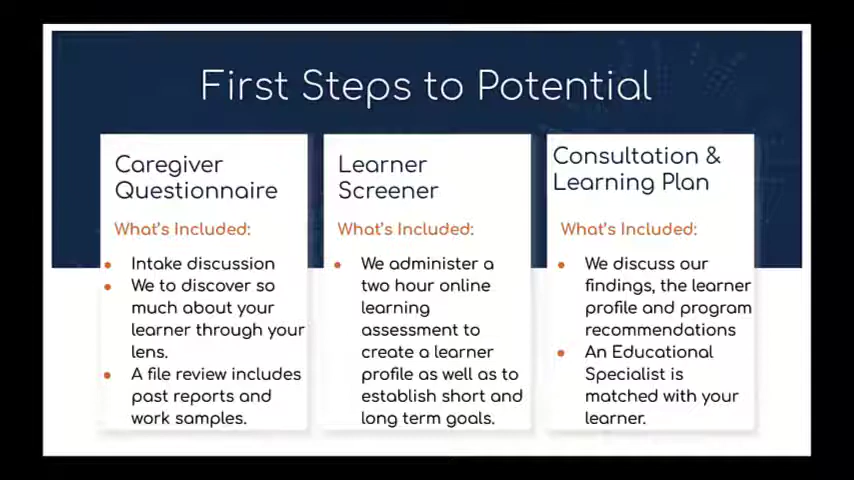 First Steps to Potential
Caregiver
Questionnaire
What's Included:
Intake discussion
We to discover so
much about your
learner through your
lens.
A file review includes
past reports and
work samples.
Learner
Screener
What's Included:
We administer a
two hour online
learning
assessment to
create a learner
profile as well as to
establish short and
long term goals.
Consultation &
Learning Plan
What's Included:
We discuss our
findings, the learner
profile and program
recommendations
An Educational
Specialist is
matched with your
learner.